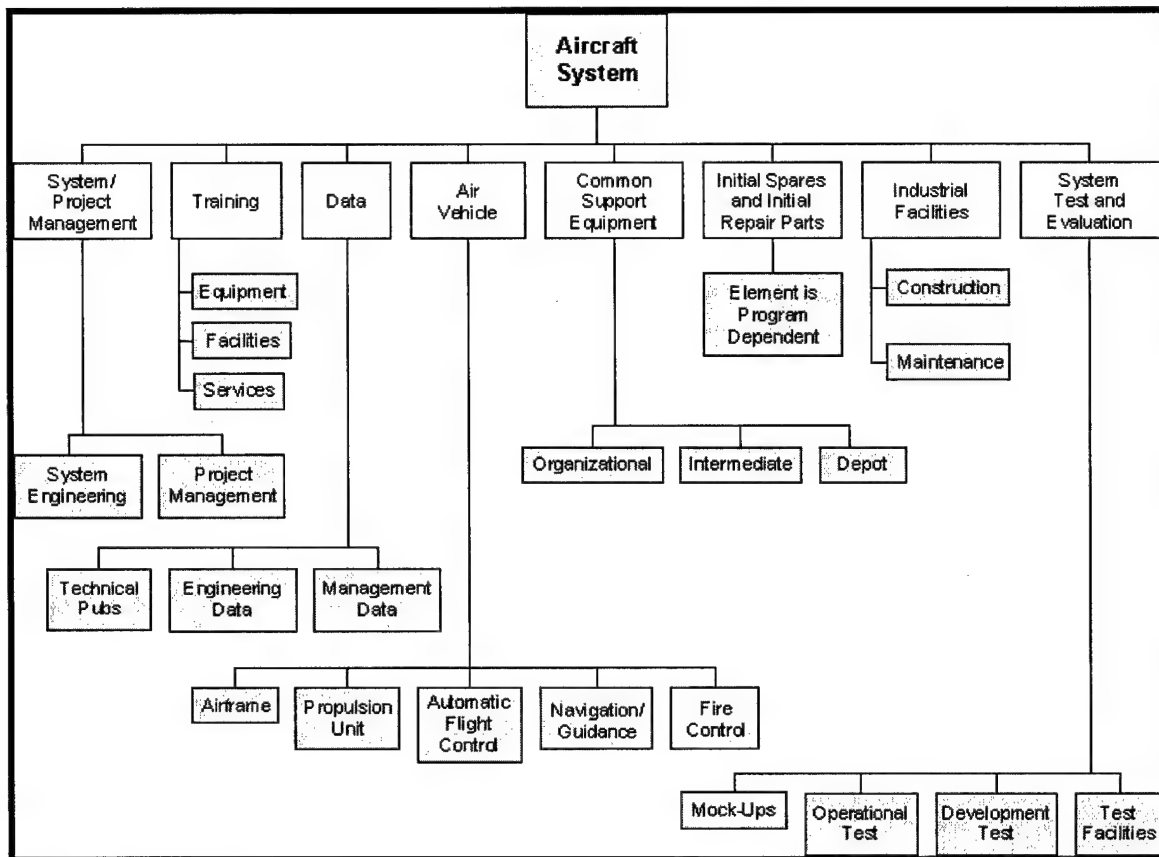 Aircraft
System
System/
Project
Management
Training
Data
Air
Vehicle
Common
Support
Equipment
Initial Spares
and Initial
Repair Parts
Industrial
Facilities
System
Test and
Evaluation
Equipment
Facilities
Services
Element is
Program
Dependent
Construction
Maintenance
System
Engineering
Project
Management
Organizational
Intermediate
Depot
Technical
Pubs
Engineering
Data
Management
Data
Airframe
Propulsion
Unit
Automatic
Flight
Control
Navigation/
Guidance
Fire
Control
Mock-Ups
Operational
Test
Development
Test
Test
Facilities